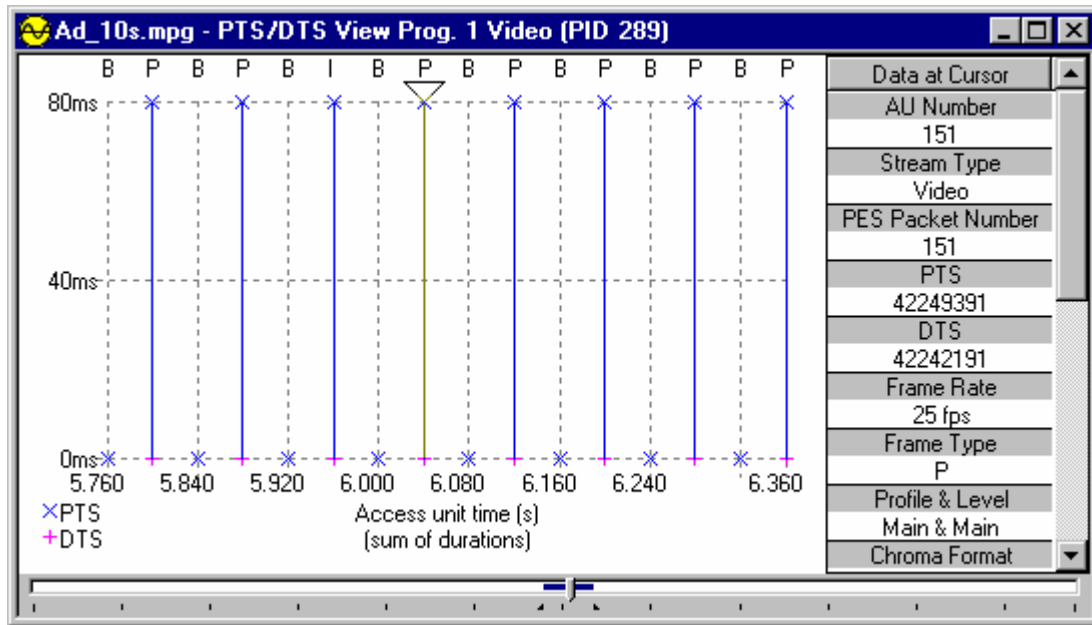 Ad_10s.mpg - PTS/DTS View Prog. 1 Video (PID 289)
B P B P B I B P B P B P B P B P
80ms
40ms
0ms
5.760 5.840 5.920 6.000 6.080 6.160 6.240 6.360
×PTS
+DTS
Access unit time (s)
(sum of durations)
Data at Cursor
AU Number
151
Stream Type
Video
PES Packet Number
151
PTS
42249391
DTS
42242191
Frame Rate
25 fps
Frame Type
P
Profile & Level
Main & Main
Chroma Format